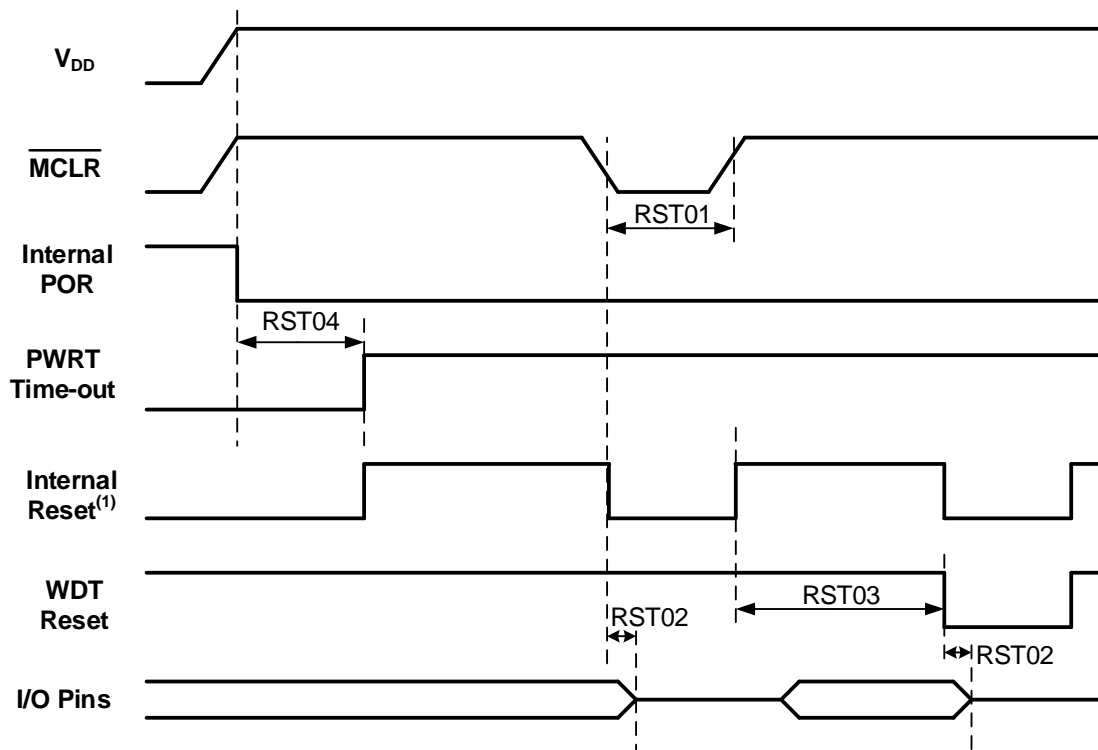 VDD
MCLR
RST01
Internal
POR
RST04
PWRT
Time-out
Internal
Reset(1)
WDT
Reset
RST03
RST02
RST02
I/O Pins